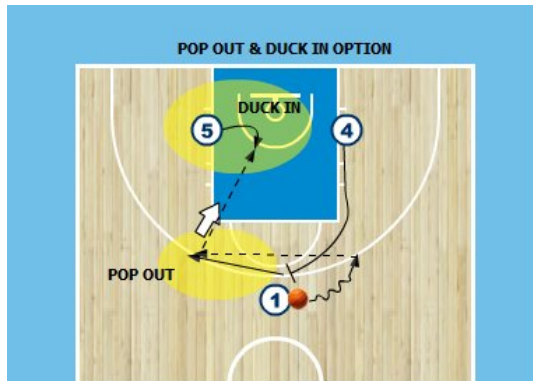 POP OUT & DUCK IN OPTION
DUCK IN
5
4
POP OUT
1